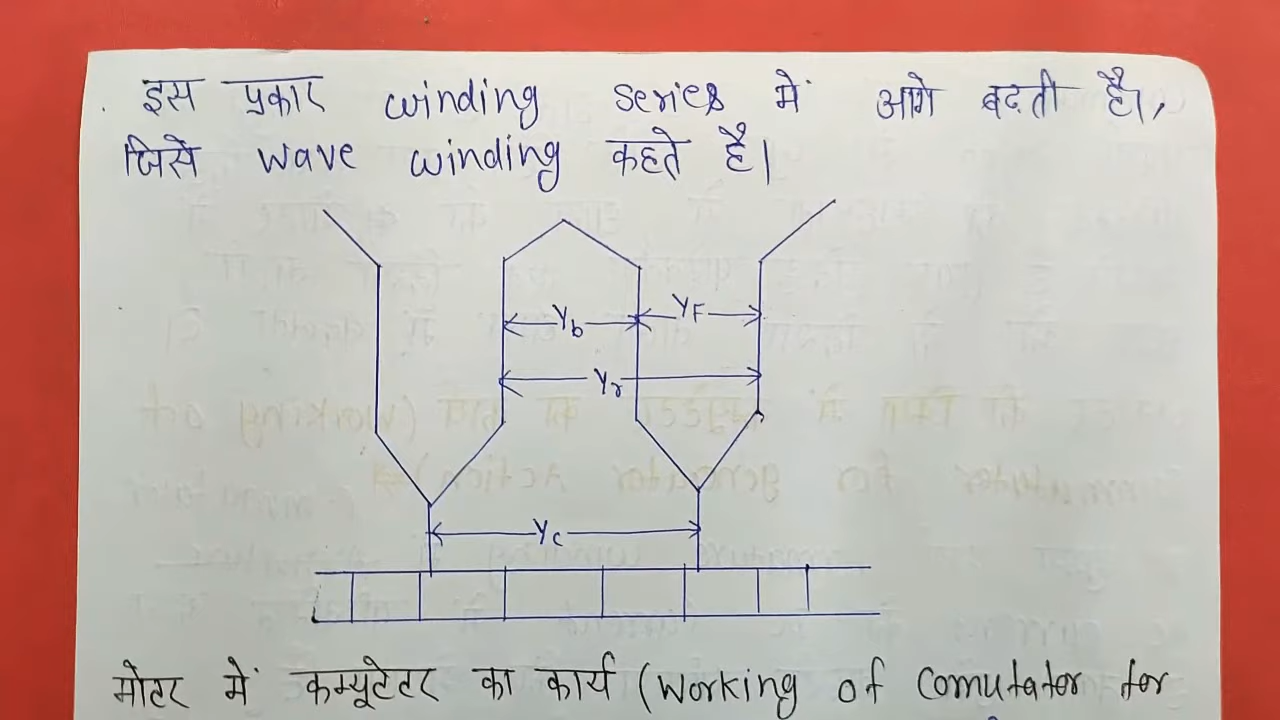 इस प्रकार winding series में आगे बढ़ती है।,
जिसे wave winding कहते है।
Yb
YF
Yr
Yc
मोटर में कम्यूटेटर का कार्य (Working of Comutator for